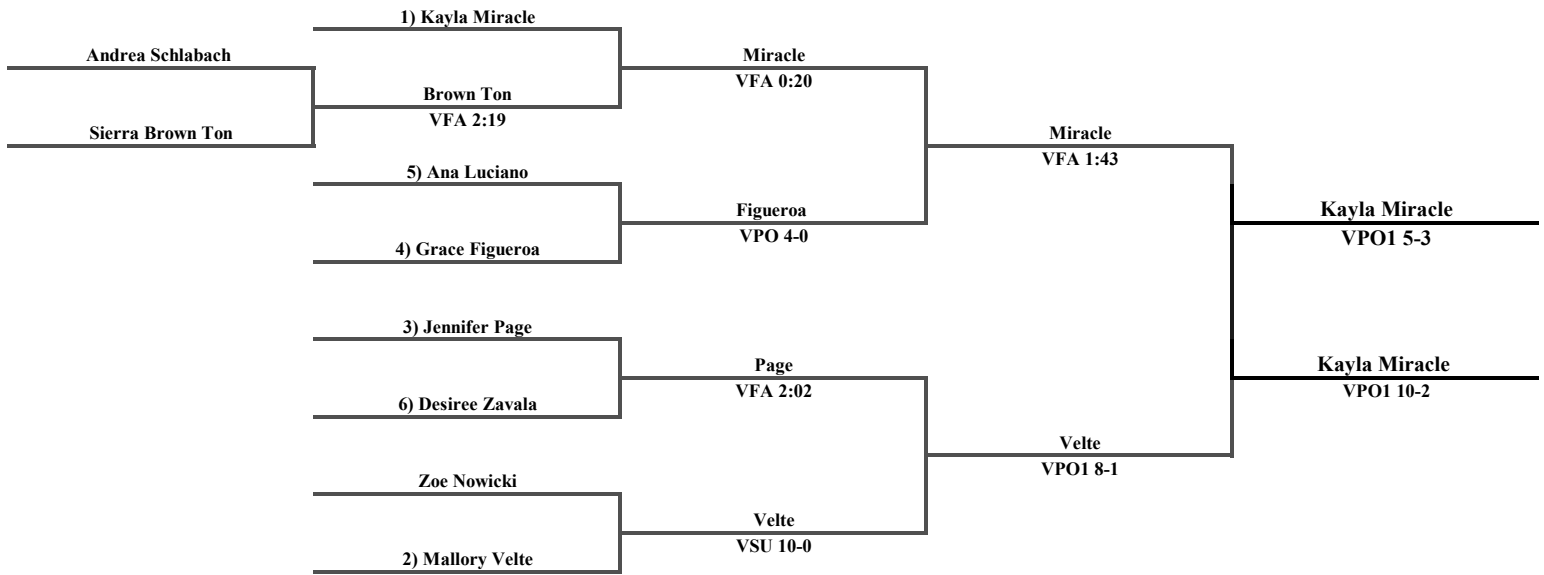 1) Kayla Miracle
Andrea Schlabach
Miracle
VFA 0:20
Brown Ton
VFA 2:19
Sierra Brown Ton
Miracle
VFA 1:43
5) Ana Luciano
Figueroa
VPO 4-0
Kayla Miracle
VPO1 5-3
4) Grace Figueroa
3) Jennifer Page
Page
VFA 2:02
Kayla Miracle
VPO1 10-2
6) Desiree Zavala
Velte
VPO1 8-1
Zoe Nowicki
Velte
VSU 10-0
2) Mallory Velte